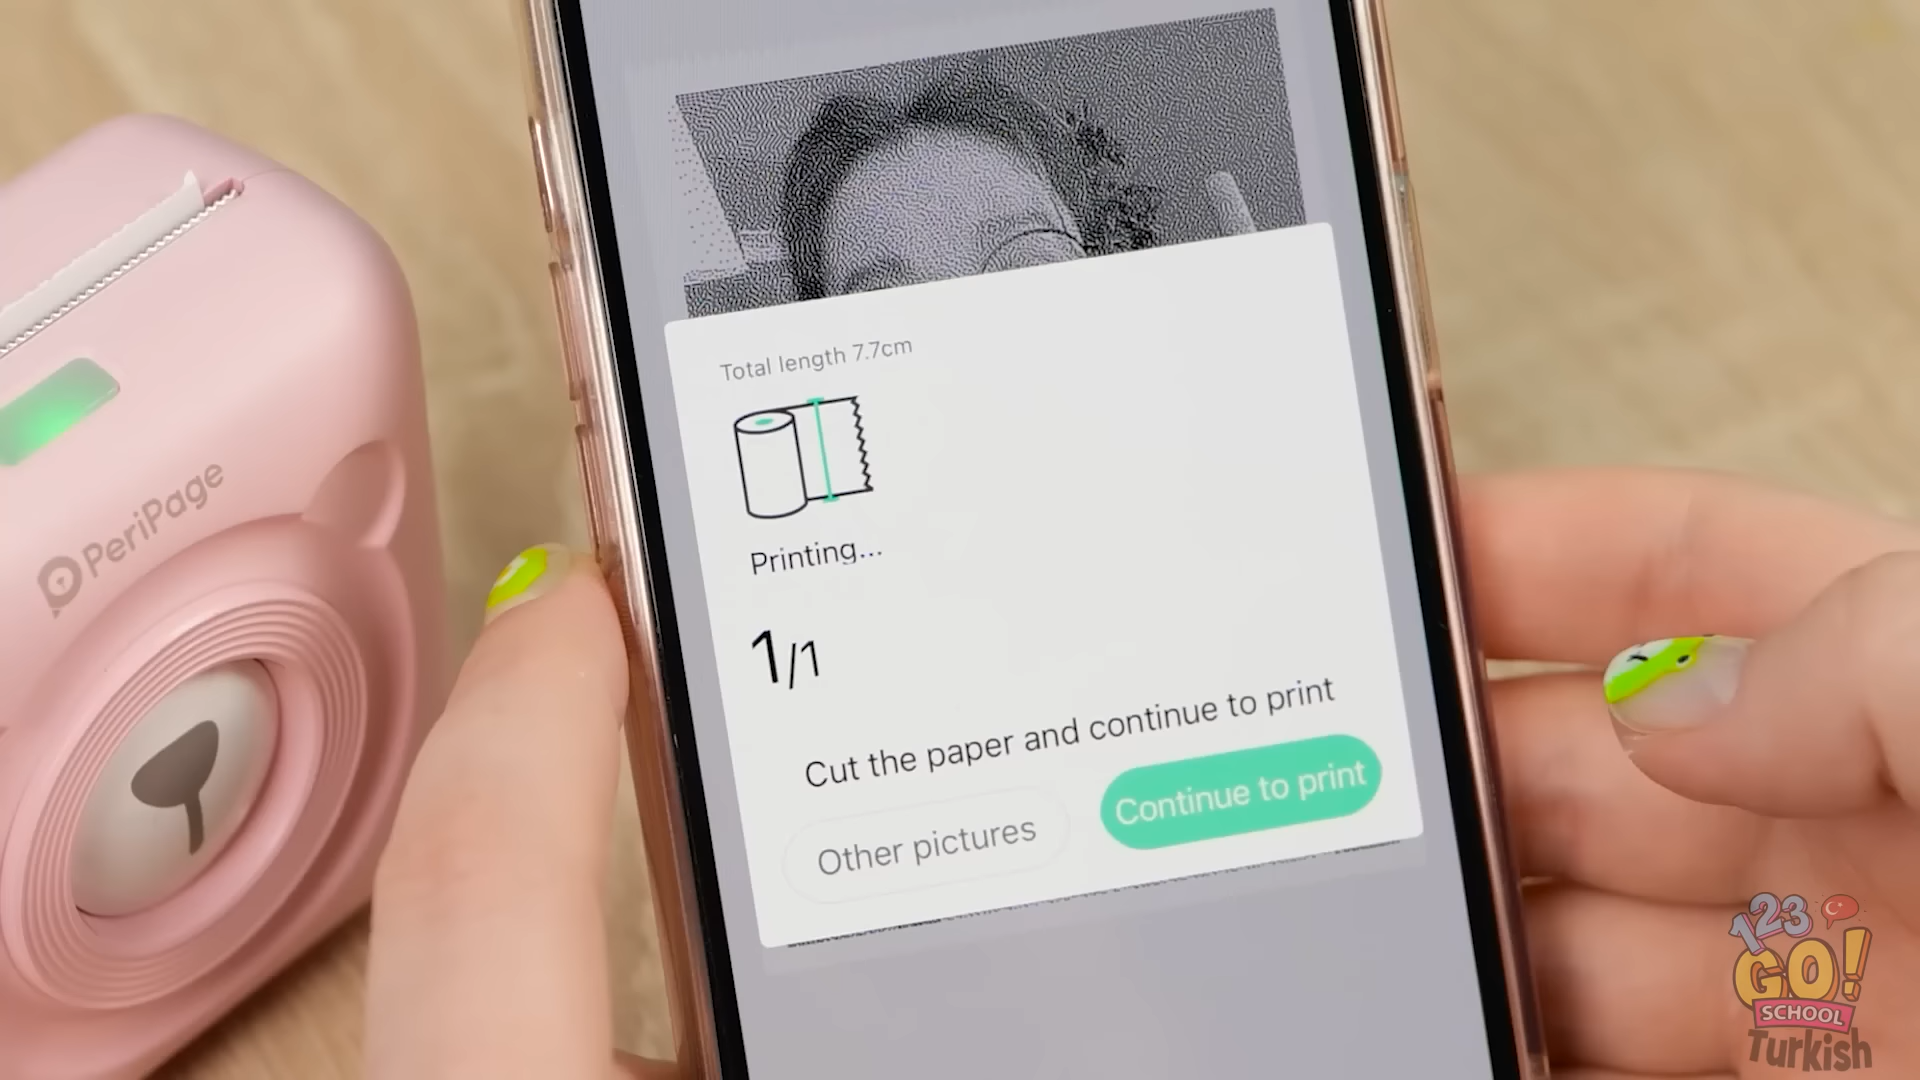 PeriPage
Total length 7.7cm
Printing...
1/1
Cut the paper and continue to print
Other pictures
Continue to print
123
GO!
SCHOOL
Turkish